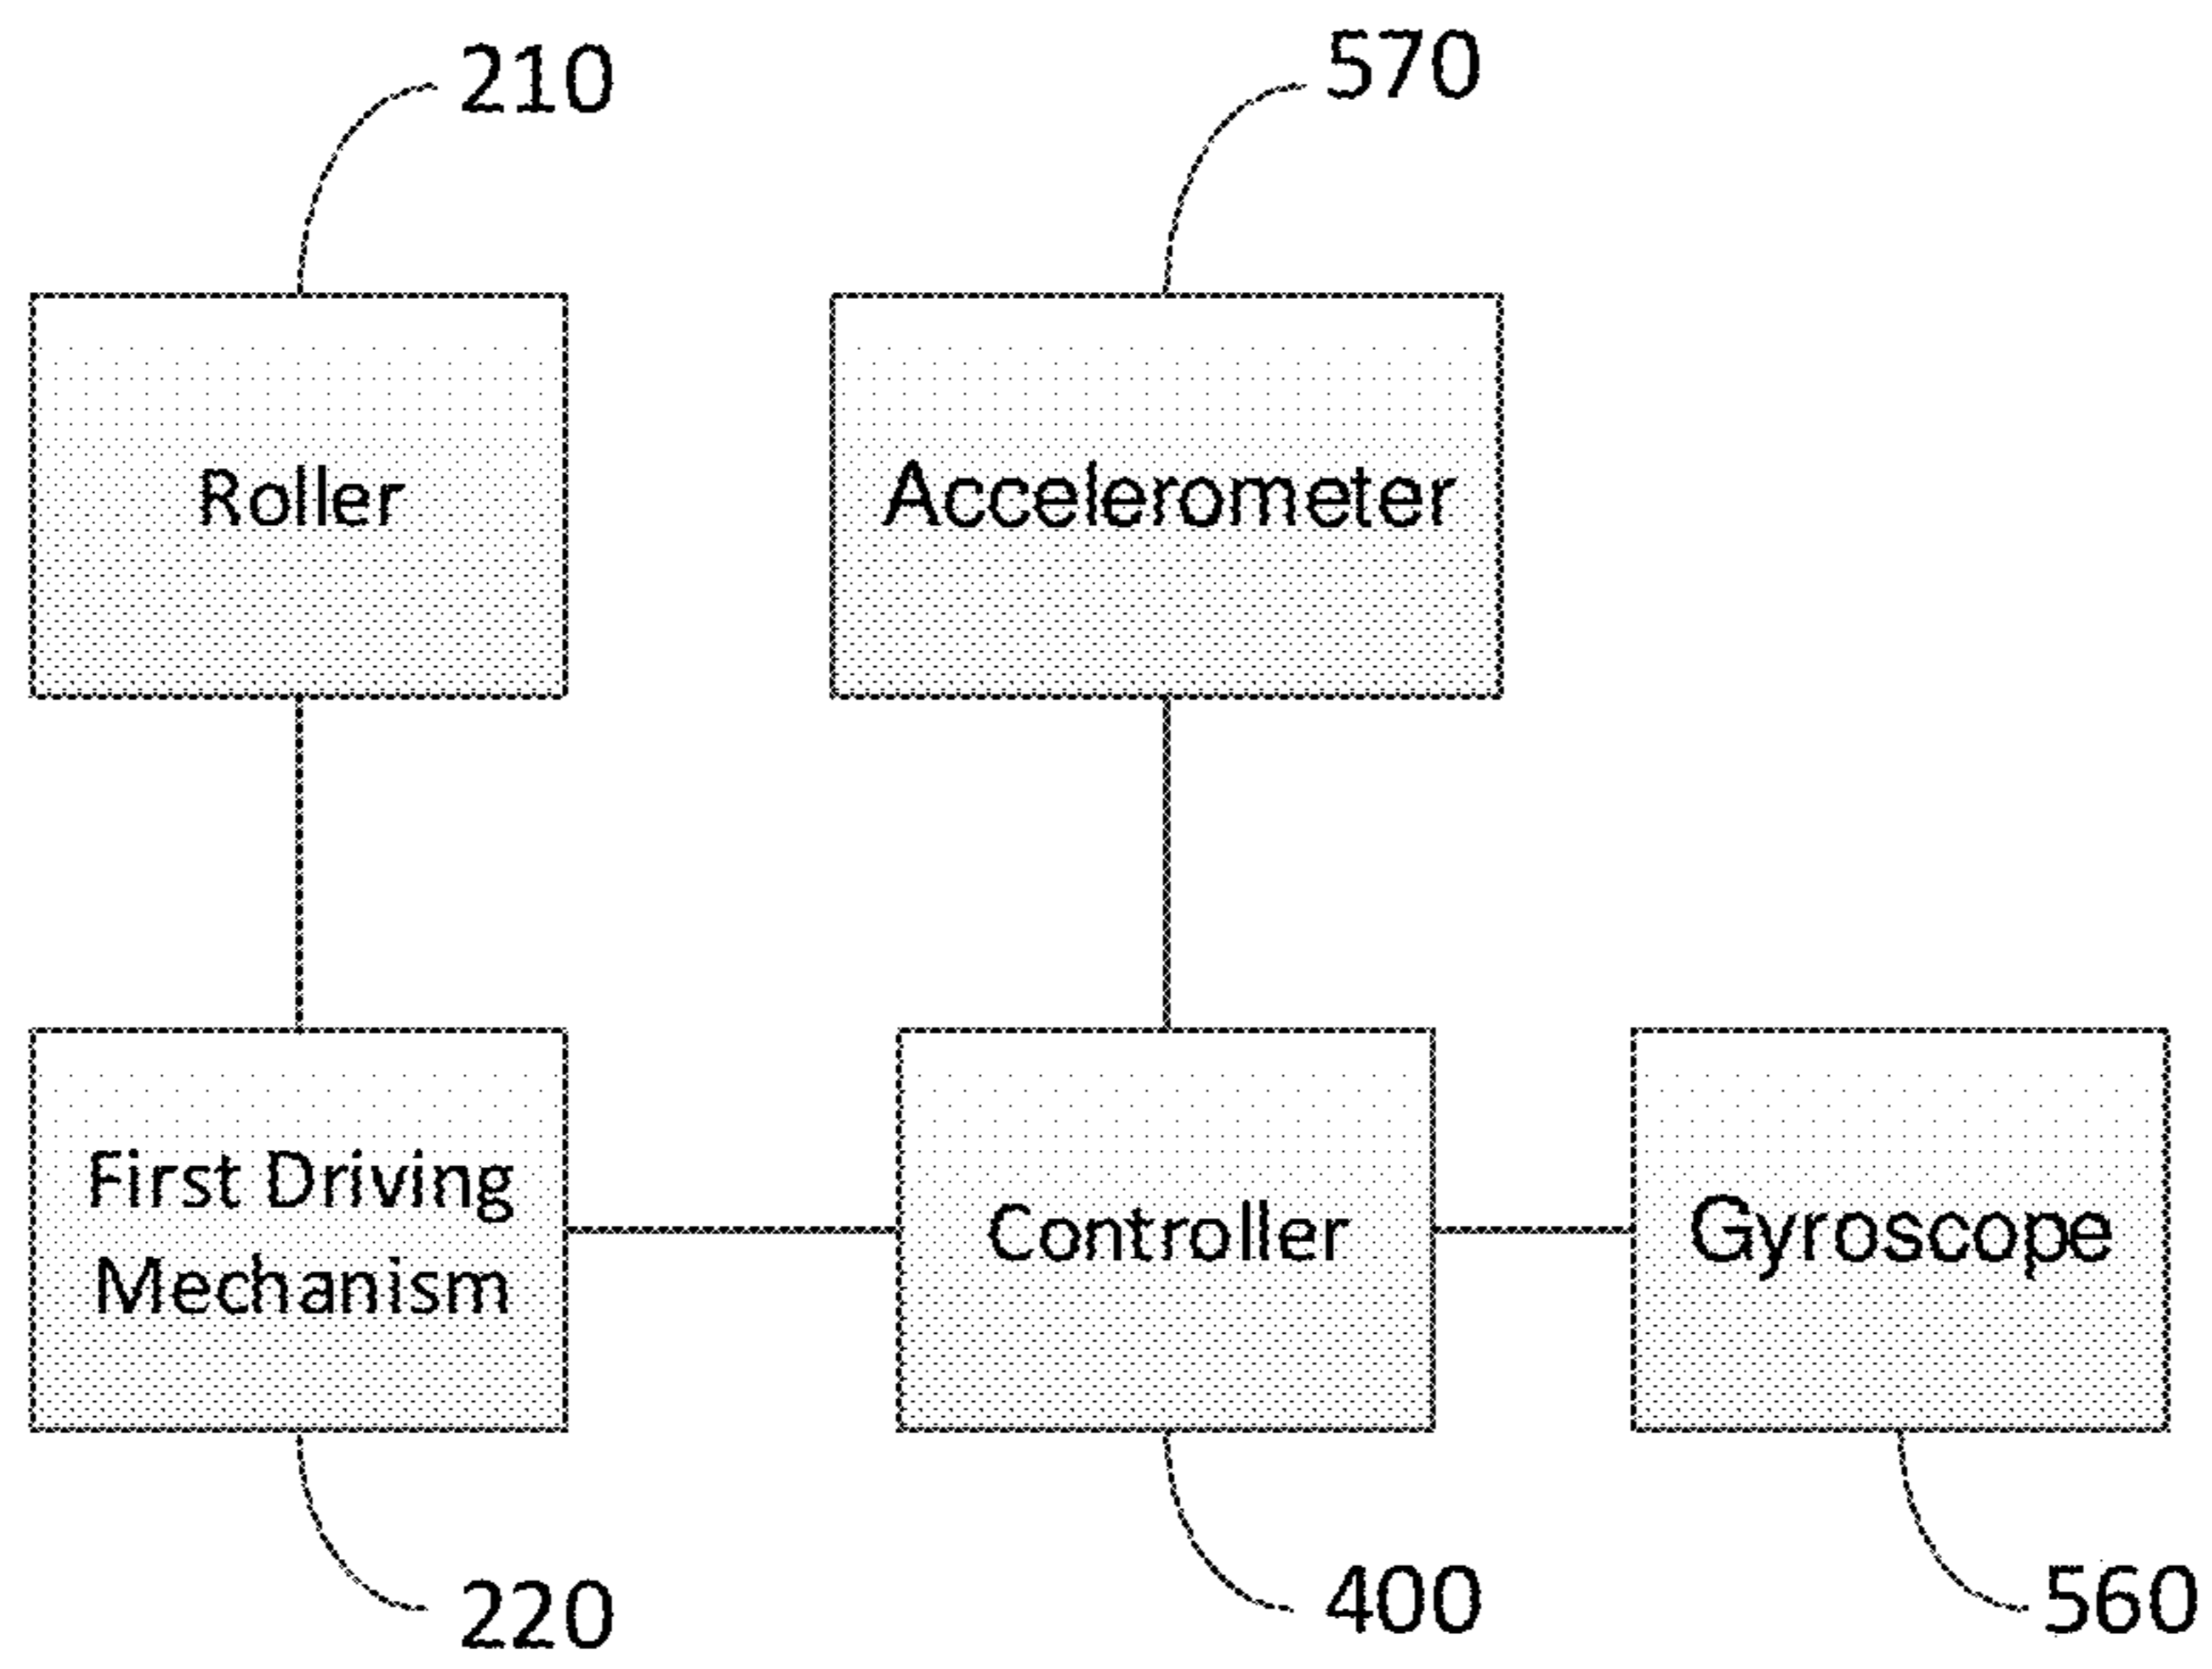 210
570
Roller
Accelerometer
First Driving
Mechanism
Controller
Gyroscope
220
400
560